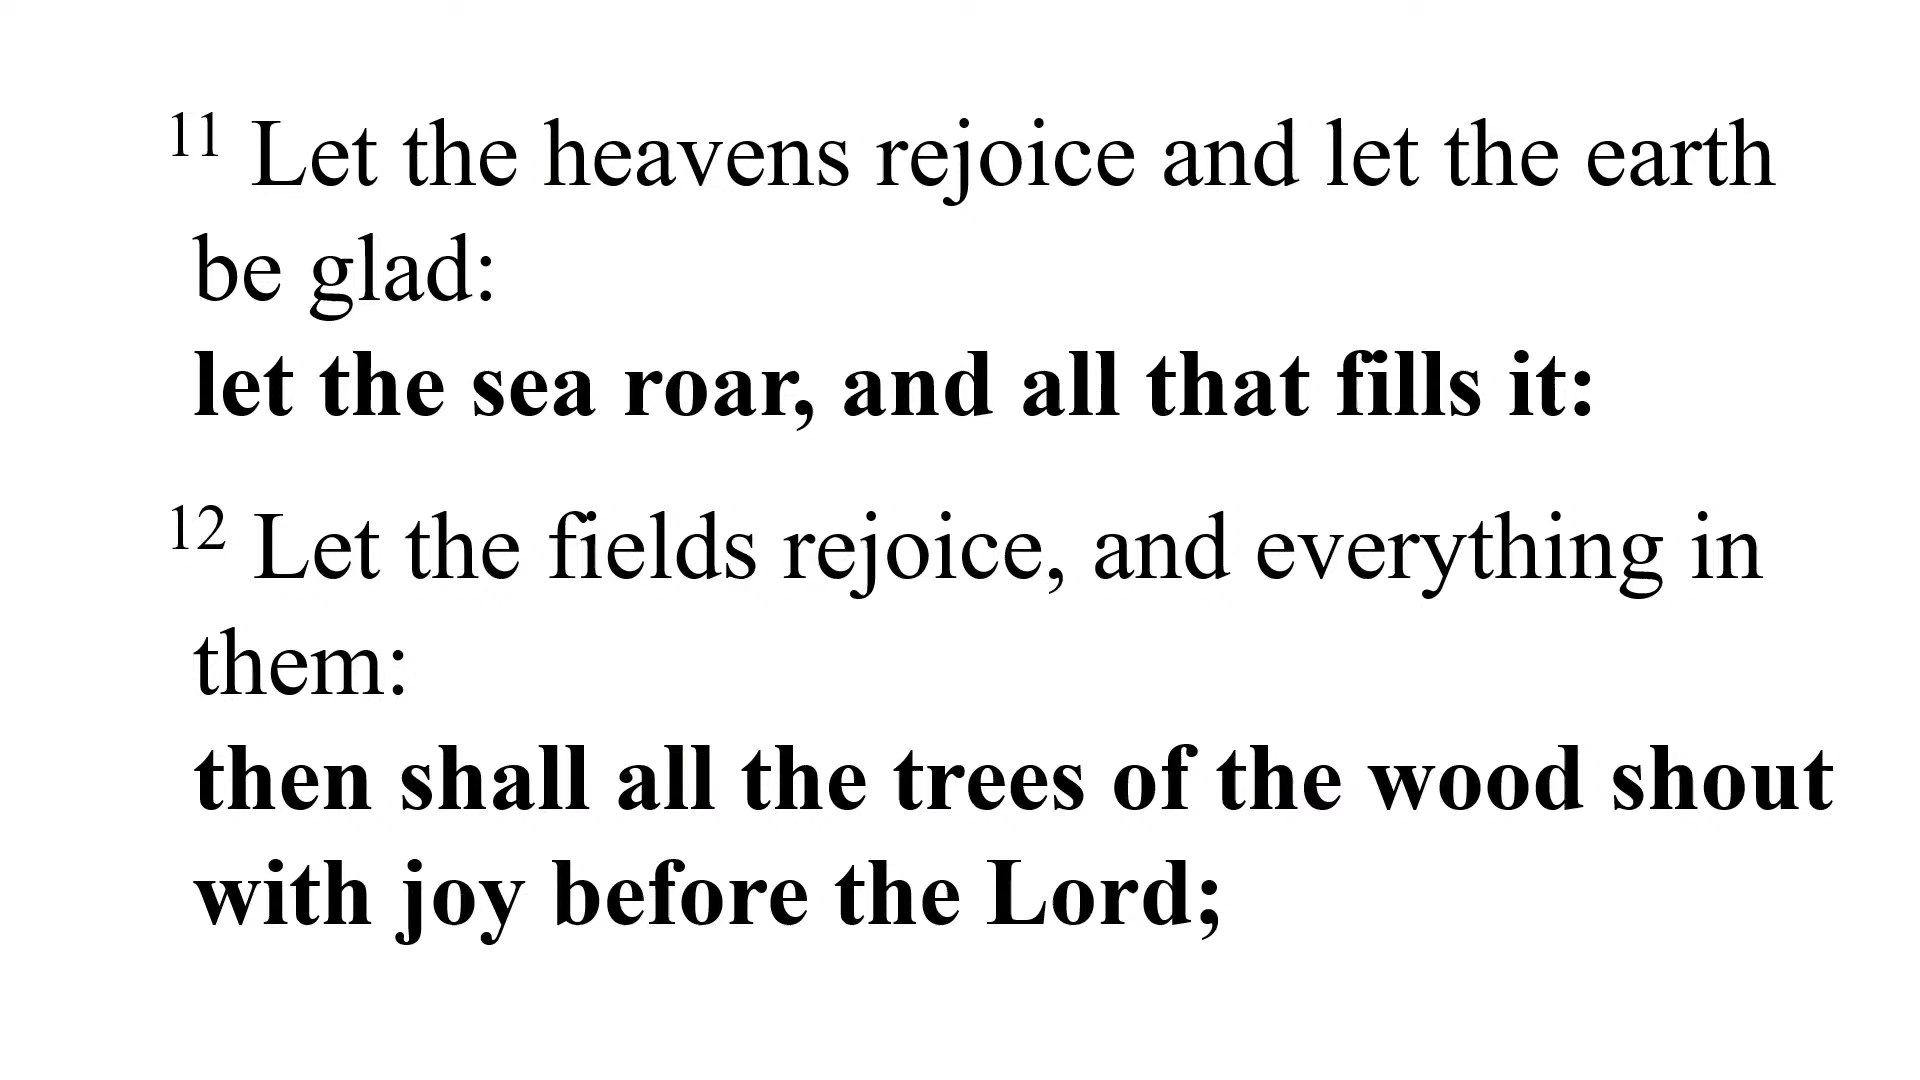 11 Let the heavens rejoice and let the earth
be glad:
let the sea roar, and all that fills it:
12 Let the fields rejoice, and everything in
them:
then shall all the trees of the wood shout
with joy before the Lord;